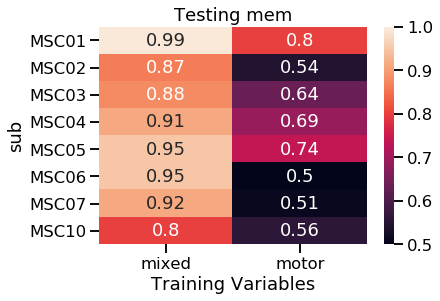 Testing mem
sub
MSC01 0.99 0.8
MSC02 0.87 0.54
MSC03 0.88 0.64
MSC04 0.91 0.69
MSC05 0.95 0.74
MSC06 0.95 0.5
MSC07 0.92 0.51
MSC10 0.8 0.56
mixed motor
Training Variables
1.0
0.9
0.8
0.7
0.6
0.5